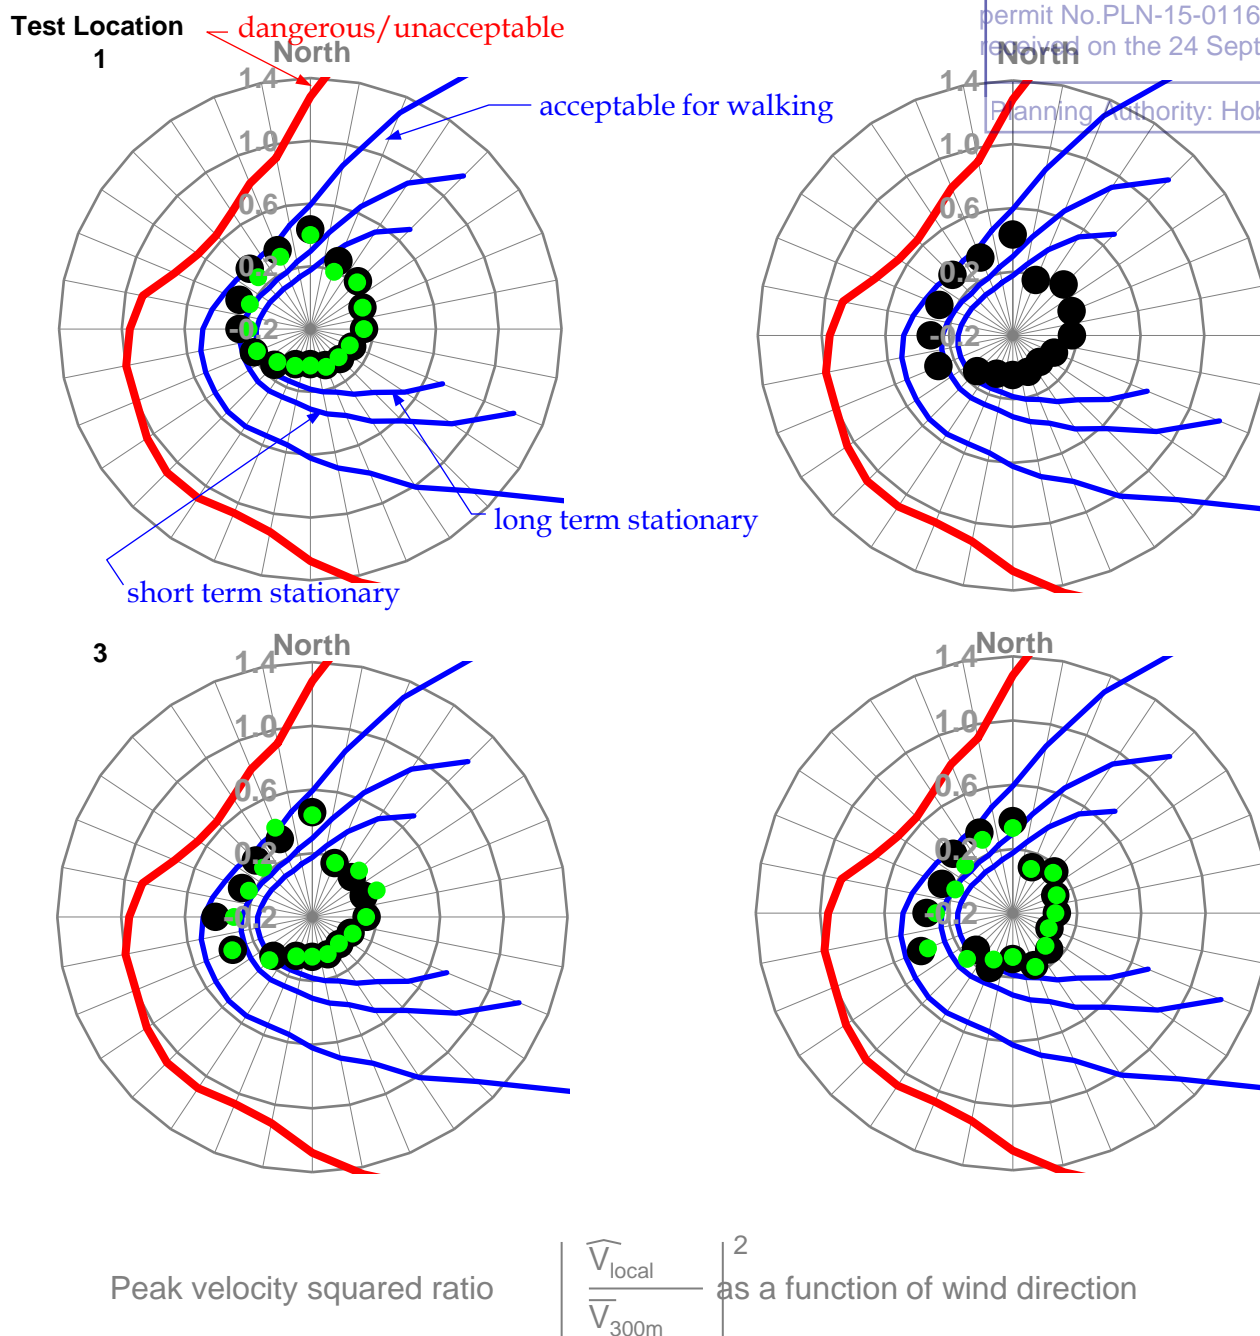 permit No.PLN-15-0116
Test Location
1
dangerous/unacceptable
received on the 24 Sept
North
North
1.4
1.0
0.6
0.2
-0.2
acceptable for walking
Planning Authority: Hob
1.4
1.0
0.6
0.2
-0.2
long term stationary
short term stationary
3
North
1.4
1.0
0.6
0.2
-0.2
North
1.4
1.0
0.6
0.2
-0.2
Peak velocity squared ratio | V̂local / V̅300m |² as a function of wind direction